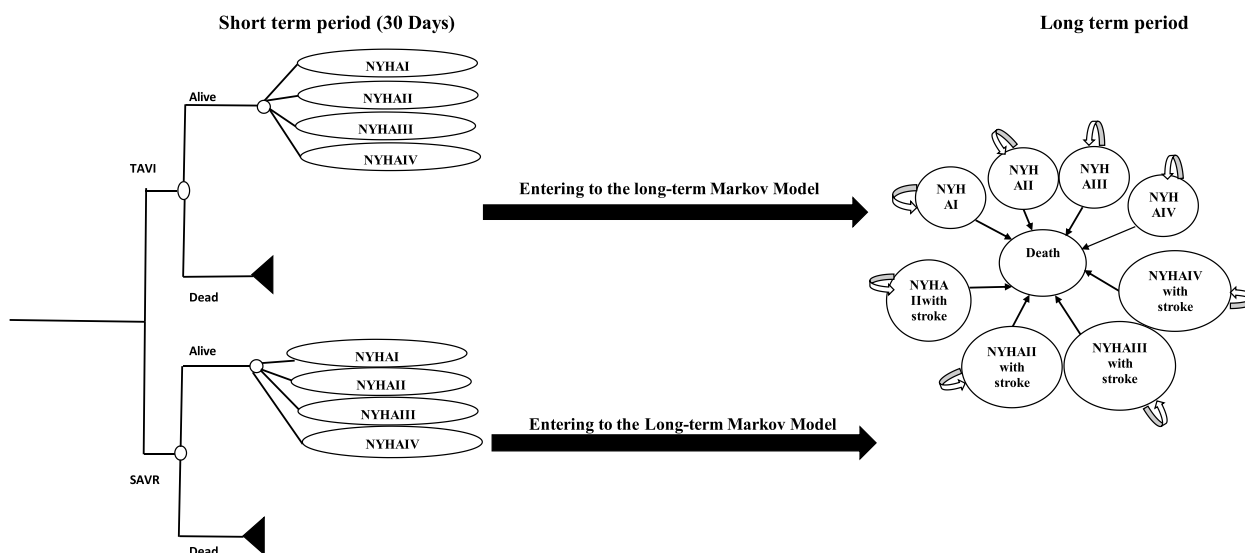 Short term period (30 Days)
Long term period
NYHAI
NYHAII
NYHAIII
NYHAIV
Alive
TAVI
Dead
Entering to the long-term Markov Model
Alive
NYHAI
NYHAII
NYHAIII
NYHAIV
SAVR
Dead
Entering to the Long-term Markov Model
NYH
AI
NYH
AII
NYH
AIII
NYH
AIV
Death
NYHA
IIwith
stroke
NYHAIV
with
stroke
NYHAII
with
stroke
NYHAIII
with
stroke